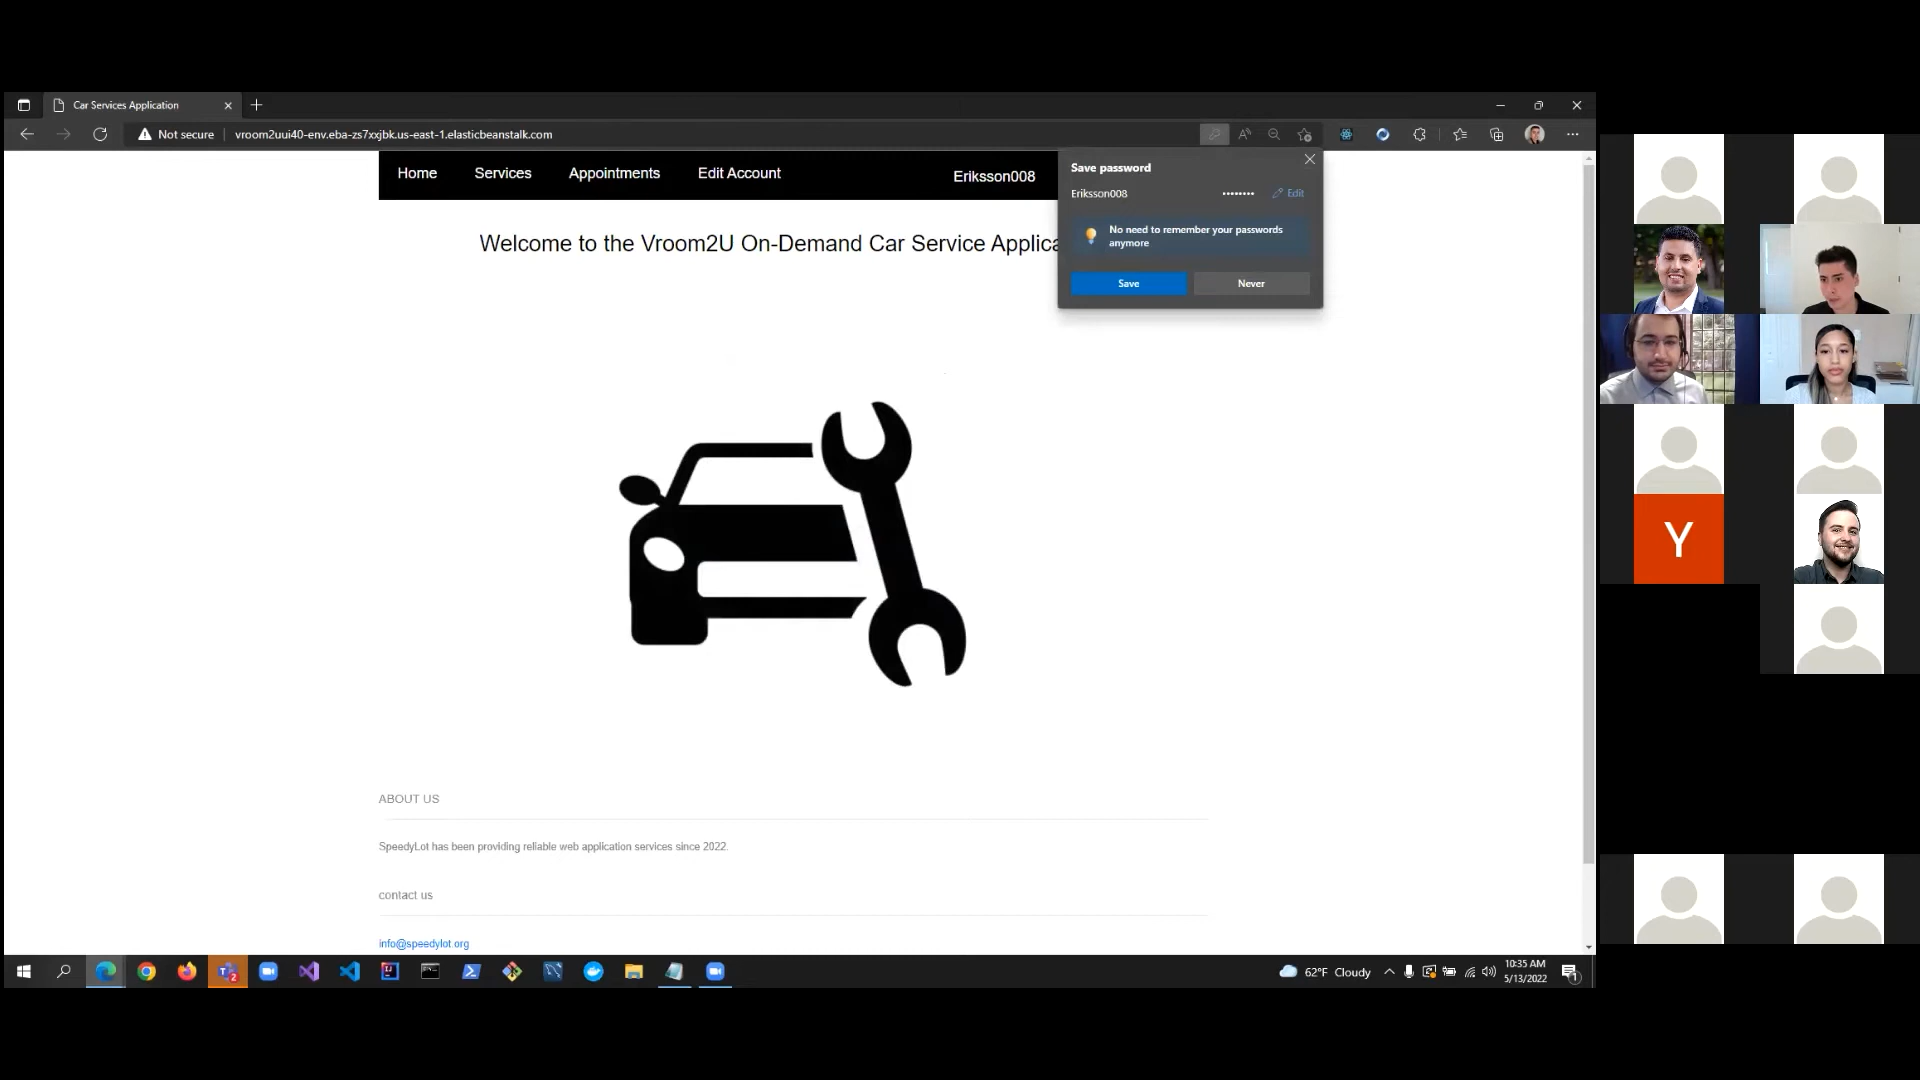 Car Services Application
Not secure
vroom2uui40-env.eba-zs7xxjbk.us-east-1.elasticbeanstalk.com
Home
Services
Appointments
Edit Account
Eriksson008
Save password
Eriksson008
•••••••• Edit
No need to remember your passwords
anymore
Save
Never
Welcome to the Vroom2U On-Demand Car Service Applica
Y
ABOUT US
SpeedyLot has been providing reliable web application services since 2022.
contact us
info@speedylot.org
62°F Cloudy
10:35 AM
5/13/2022